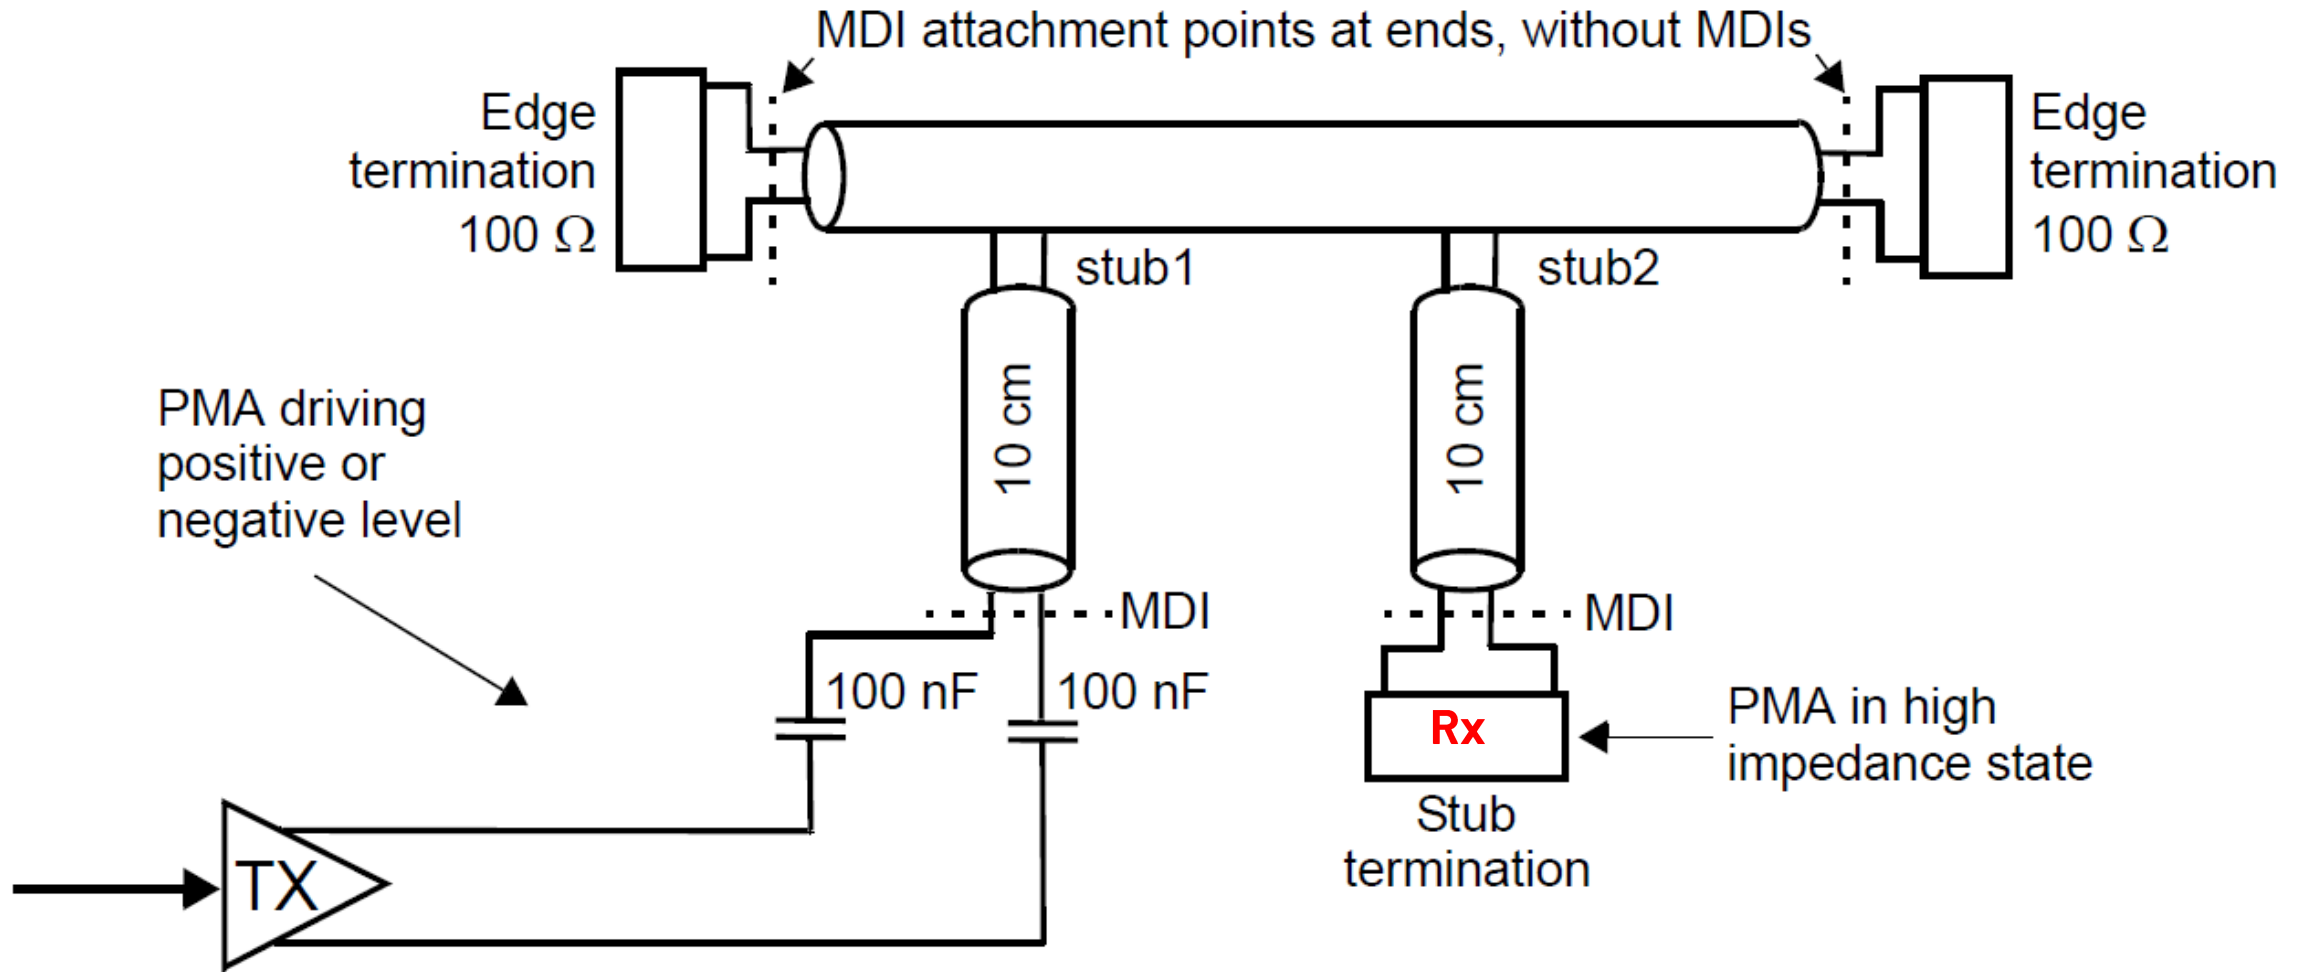 MDI attachment points at ends, without MDIs
Edge
termination
100 Ω
Edge
termination
100 Ω
stub1
stub2
10 cm
10 cm
PMA driving
positive or
negative level
MDI
MDI
100 nF
100 nF
Rx
PMA in high
impedance state
Stub
termination
TX